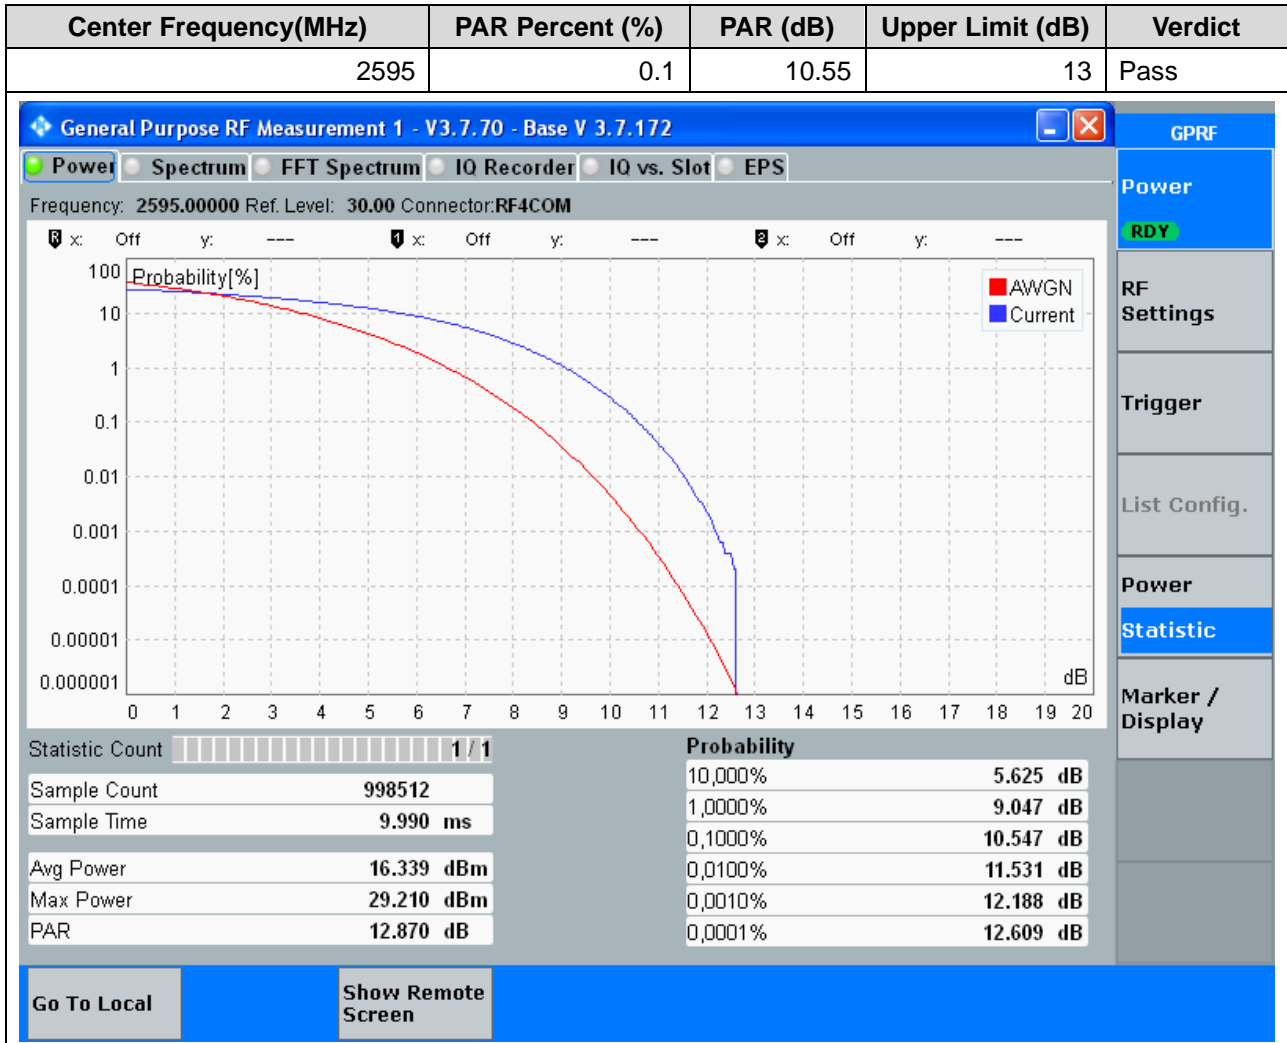 Center Frequency(MHz) PAR Percent (%) PAR (dB) Upper Limit (dB) Verdict
2595 0.1 10.55 13 Pass
General Purpose RF Measurement 1 - V3.7.70 - Base V 3.7.172
GPRF
Power Spectrum FFT Spectrum IQ Recorder IQ vs. Slot EPS
Power
RDY
Frequency: 2595.00000 Ref. Level: 30.00 Connector:RF4COM
R x: Off y: --- 1 x: Off y: --- 2 x: Off y: ---
Probability[%]
AWGN
Current
100
10
1
0.1
0.01
0.001
0.0001
0.00001
0.000001
dB
0 1 2 3 4 5 6 7 8 9 10 11 12 13 14 15 16 17 18 19 20
RF
Settings
Trigger
List Config.
Power
Statistic
Marker /
Display
Statistic Count 1 / 1
Sample Count 998512
Sample Time 9.990 ms
Avg Power 16.339 dBm
Max Power 29.210 dBm
PAR 12.870 dB
Probability
10,000% 5.625 dB
1,0000% 9.047 dB
0,1000% 10.547 dB
0,0100% 11.531 dB
0,0010% 12.188 dB
0,0001% 12.609 dB
Go To Local
Show Remote
Screen